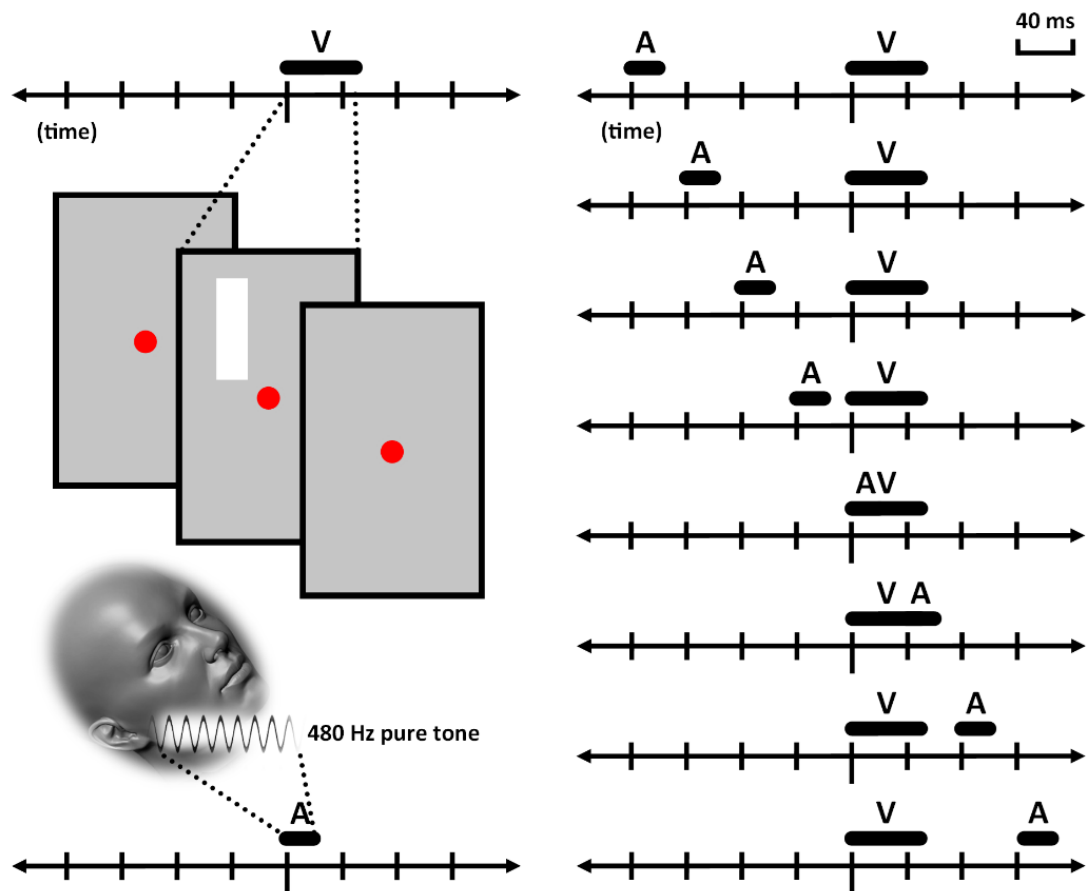 V
(time)
480 Hz pure tone
A
40 ms
A V
(time)
A V
A V
A V
AV
V A
V A
V A